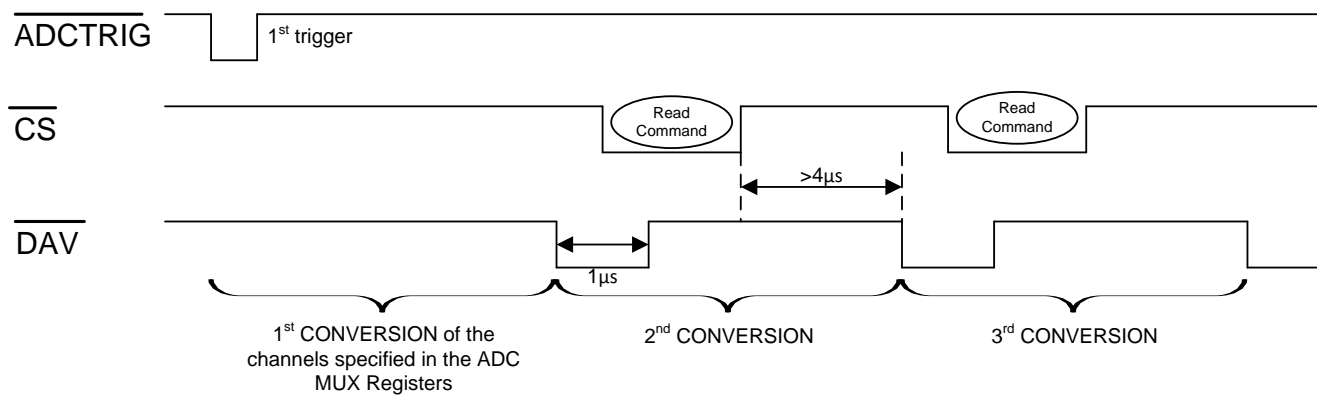 ADCTRIG
1st trigger
CS
Read
Command
Read
Command
>4µs
DAV
1µs
1st CONVERSION of the
channels specified in the ADC
MUX Registers
2nd CONVERSION
3rd CONVERSION